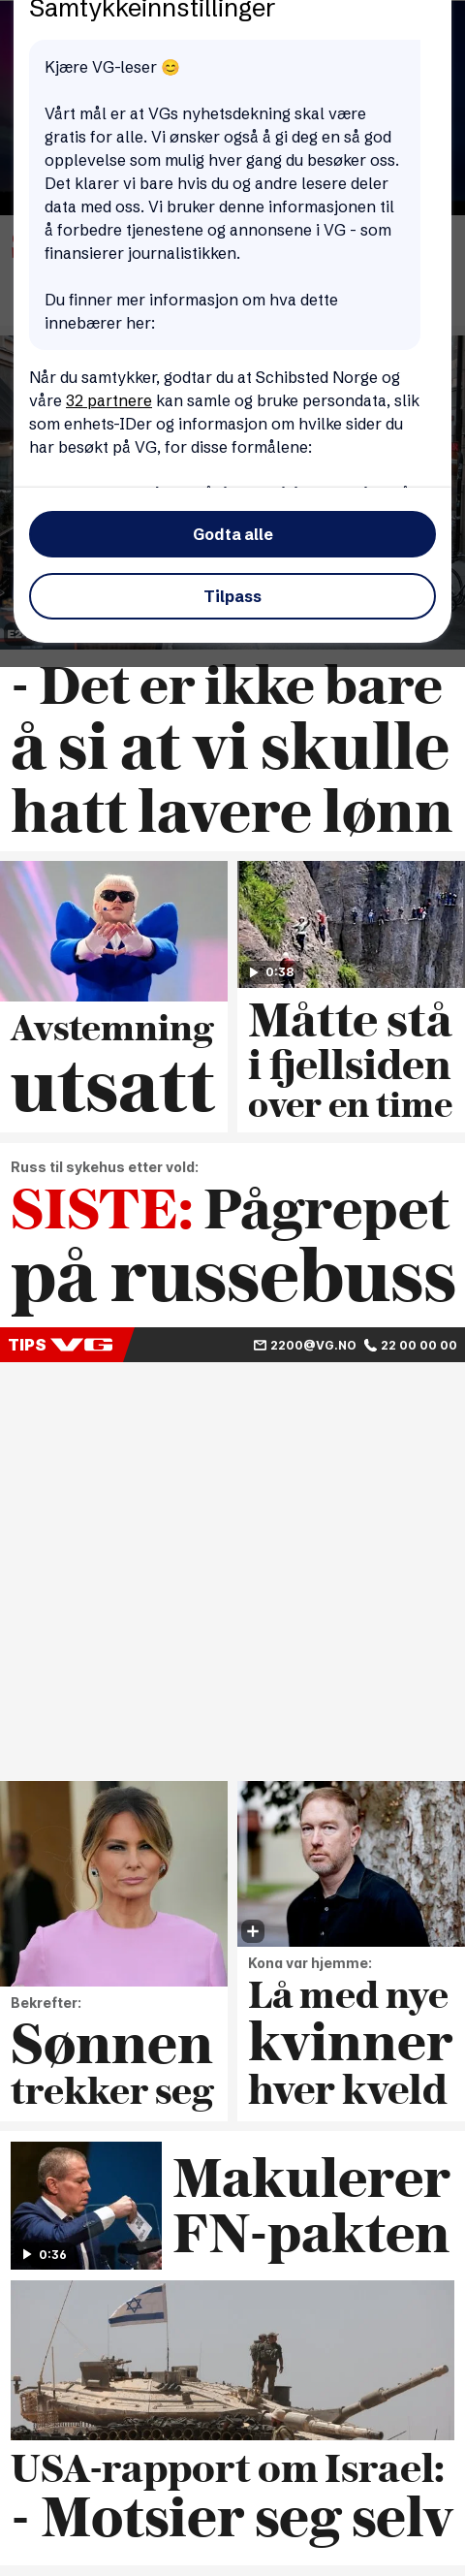 Samtykkeinnstillinger
Kjære VG-leser 😊
Vårt mål er at VGs nyhetsdekning skal være
gratis for alle. Vi ønsker også å gi deg en så god
opplevelse som mulig hver gang du besøker oss.
Det klarer vi bare hvis du og andre lesere deler
data med oss. Vi bruker denne informasjonen til
å forbedre tjenestene og annonsene i VG - som
finansierer journalistikken.
Du finner mer informasjon om hva dette
innebærer her:
Når du samtykker, godtar du at Schibsted Norge og
våre 32 partnere kan samle og bruke persondata, slik
som enhets-IDer og informasjon om hvilke sider du
har besøkt på VG, for disse formålene:
Godta alle
Tilpass
- Det er ikke bare
å si at vi skulle
hatt lavere lønn
0:38
Avstemning
utsatt
Måtte stå
i fjellsiden
over en time
Russ til sykehus etter vold:
SISTE: Pågrepet
på russebuss
TIPS VG 2200@VG.NO 22 00 00 00
Bekrefter:
Sønnen
trekker seg
Kona var hjemme:
Lå med nye
kvinner
hver kveld
0:36
Makulerer
FN-pakten
USA-rapport om Israel:
- Motsier seg selv